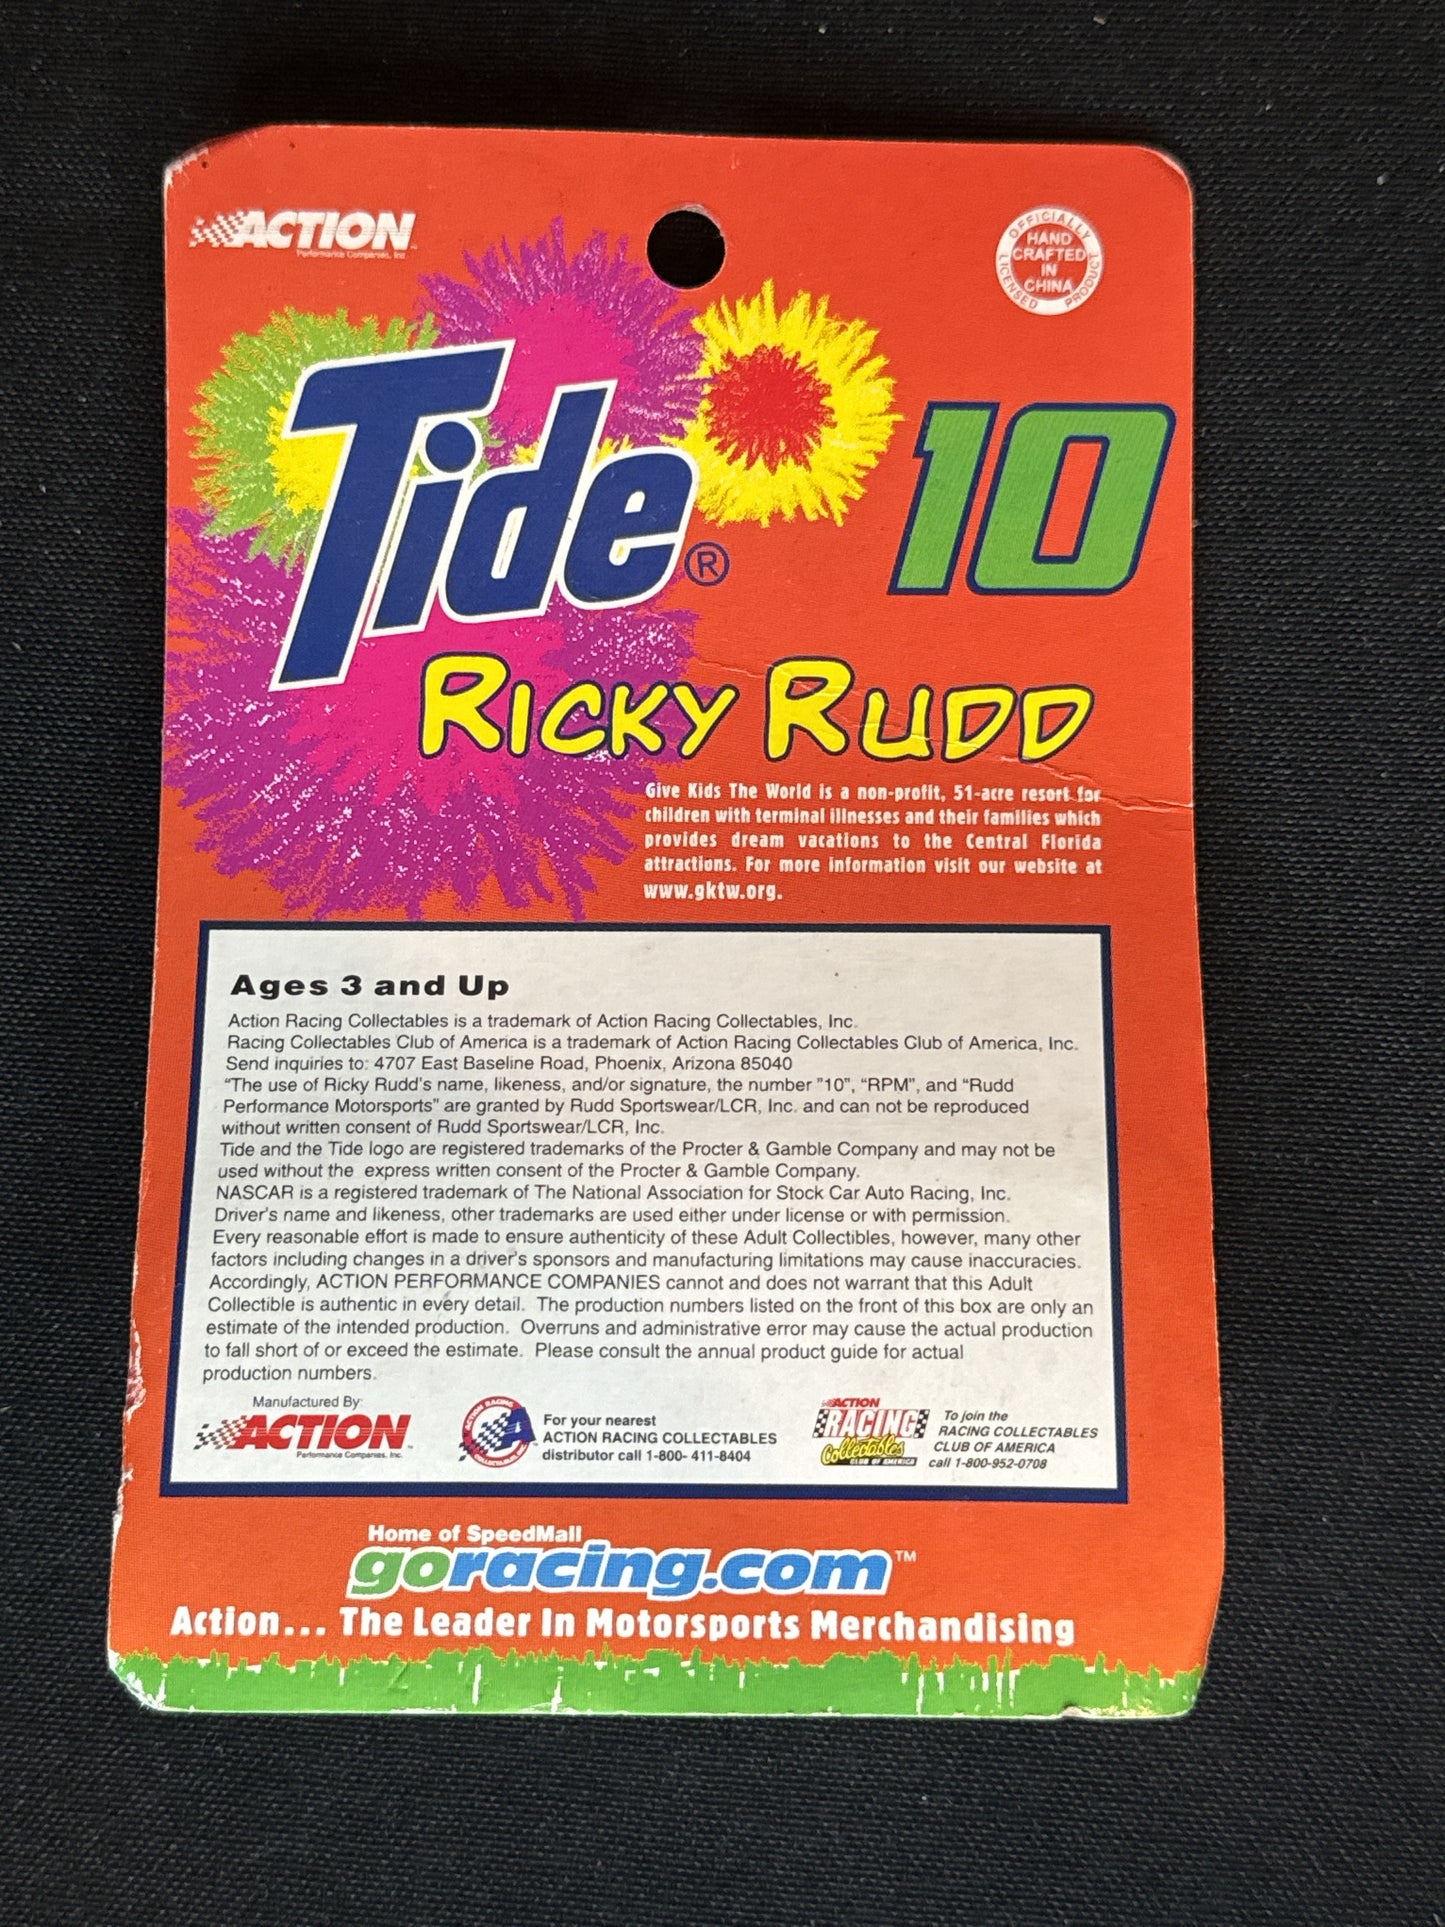 ACTION
Performance Companies, Inc
OFFICIALLY LICENSED PRODUCT
HAND
CRAFTED
IN
CHINA
Tide®
10
RICKY RUDD
Give Kids The World is a non-profit, 51-acre resort for
children with terminal illnesses and their families which
provides dream vacations to the Central Florida
attractions. For more information visit our website at
www.gktw.org.
Ages 3 and Up
Action Racing Collectables is a trademark of Action Racing Collectables, Inc.
Racing Collectables Club of America is a trademark of Action Racing Collectables Club of America, Inc.
Send inquiries to: 4707 East Baseline Road, Phoenix, Arizona 85040
“The use of Ricky Rudd's name, likeness, and/or signature, the number "10", “RPM”, and “Rudd
Performance Motorsports” are granted by Rudd Sportswear/LCR, Inc. and can not be reproduced
without written consent of Rudd Sportswear/LCR, Inc.
Tide and the Tide logo are registered trademarks of the Procter & Gamble Company and may not be
used without the express written consent of the Procter & Gamble Company.
NASCAR is a registered trademark of The National Association for Stock Car Auto Racing, Inc.
Driver's name and likeness, other trademarks are used either under license or with permission.
Every reasonable effort is made to ensure authenticity of these Adult Collectibles, however, many other
factors including changes in a driver's sponsors and manufacturing limitations may cause inaccuracies.
Accordingly, ACTION PERFORMANCE COMPANIES cannot and does not warrant that this Adult
Collectible is authentic in every detail. The production numbers listed on the front of this box are only an
estimate of the intended production. Overruns and administrative error may cause the actual production
to fall short of or exceed the estimate. Please consult the annual product guide for actual
production numbers.
Manufactured By:
ACTION
Performance Companies, Inc.
ACTION RACING
COLLECTABLES
A
For your nearest
ACTION RACING COLLECTABLES
distributor call 1-800- 411-8404
ACTION
RACING
Collectables
CLUB OF AMERICA
To join the
RACING COLLECTABLES
CLUB OF AMERICA
call 1-800-952-0708
Home of SpeedMall
goracing.com™
Action... The Leader In Motorsports Merchandising